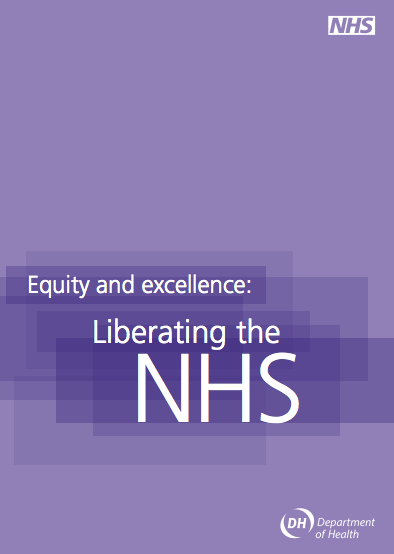 NHS
Equity and excellence:
Liberating the
NHS
DH Department
of Health